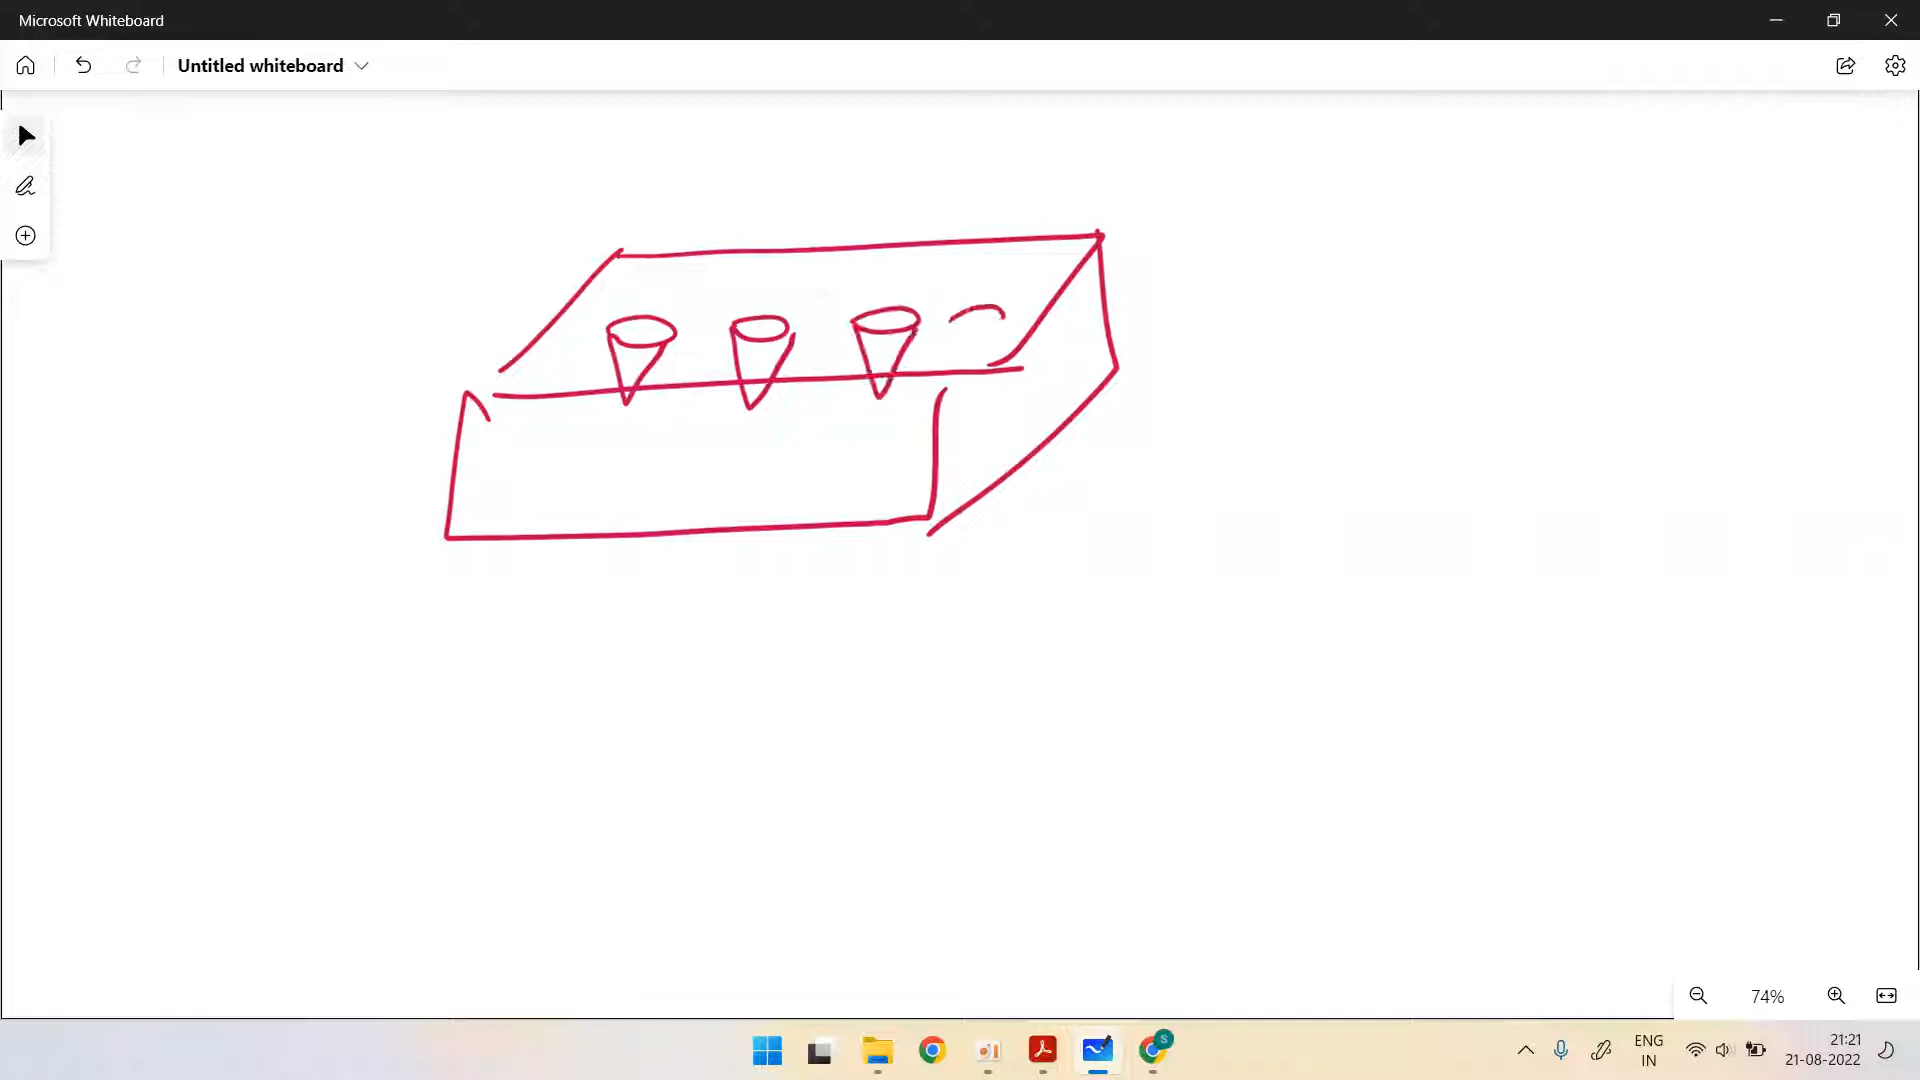 Microsoft Whiteboard
Untitled whiteboard
74%
S
ENG
IN
21:21
21-08-2022